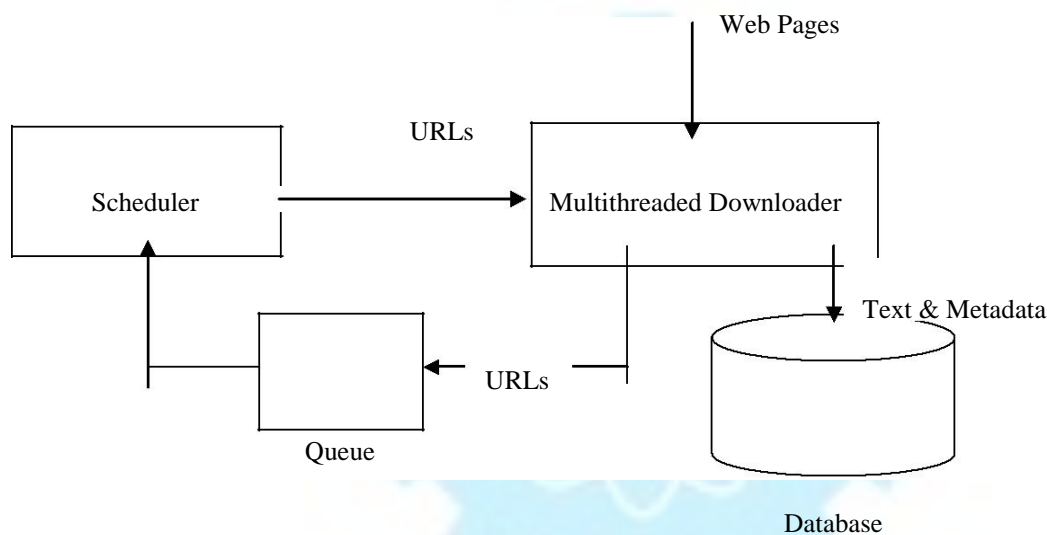 Web Pages
URLs
Scheduler
Multithreaded Downloader
Text & Metadata
URLs
Queue
Database